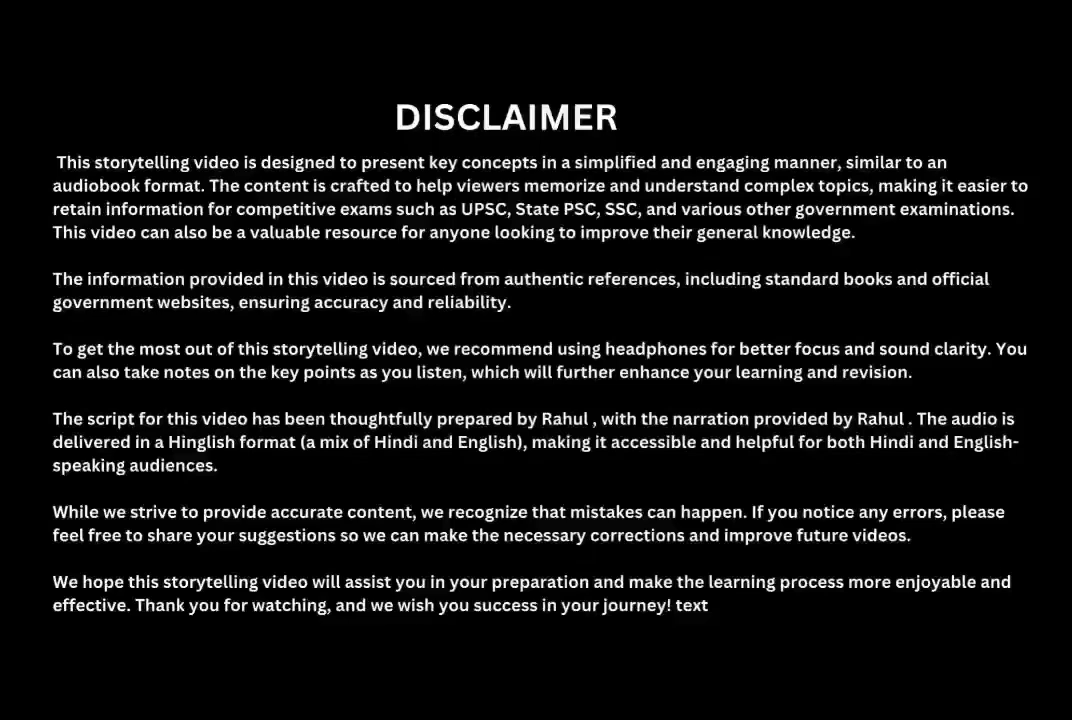 DISCLAIMER
This storytelling video is designed to present key concepts in a simplified and engaging manner, similar to an
audiobook format. The content is crafted to help viewers memorize and understand complex topics, making it easier to
retain information for competitive exams such as UPSC, State PSC, SSC, and various other government examinations.
This video can also be a valuable resource for anyone looking to improve their general knowledge.
The information provided in this video is sourced from authentic references, including standard books and official
government websites, ensuring accuracy and reliability.
To get the most out of this storytelling video, we recommend using headphones for better focus and sound clarity. You
can also take notes on the key points as you listen, which will further enhance your learning and revision.
The script for this video has been thoughtfully prepared by Rahul , with the narration provided by Rahul . The audio is
delivered in a Hinglish format (a mix of Hindi and English), making it accessible and helpful for both Hindi and English-
speaking audiences.
While we strive to provide accurate content, we recognize that mistakes can happen. If you notice any errors, please
feel free to share your suggestions so we can make the necessary corrections and improve future videos.
We hope this storytelling video will assist you in your preparation and make the learning process more enjoyable and
effective. Thank you for watching, and we wish you success in your journey! text